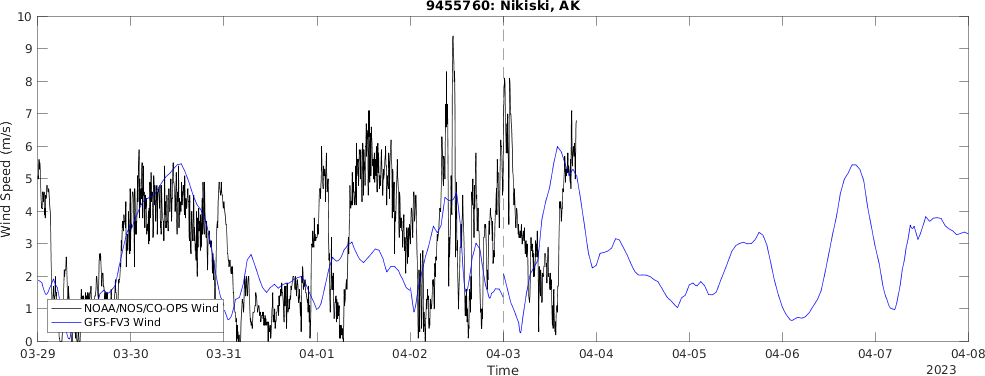 9455760: Nikiski, AK
10
9
8
7
6
5
4
3
2
1
0
Wind Speed (m/s)
NOAA/NOS/CO-OPS Wind
GFS-FV3 Wind
03-29 03-30 03-31 04-01 04-02 04-03 04-04 04-05 04-06 04-07 04-08
Time
2023